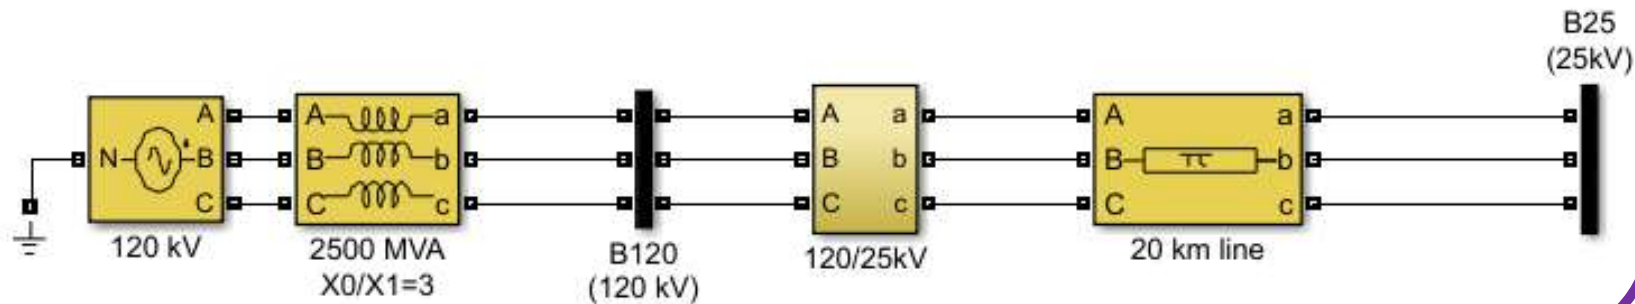 B25
(25kV)
N A B C
A B C a b c
A B C a b c
A B C π a b c
120 kV
2500 MVA
X0/X1=3
B120
(120 kV)
120/25kV
20 km line